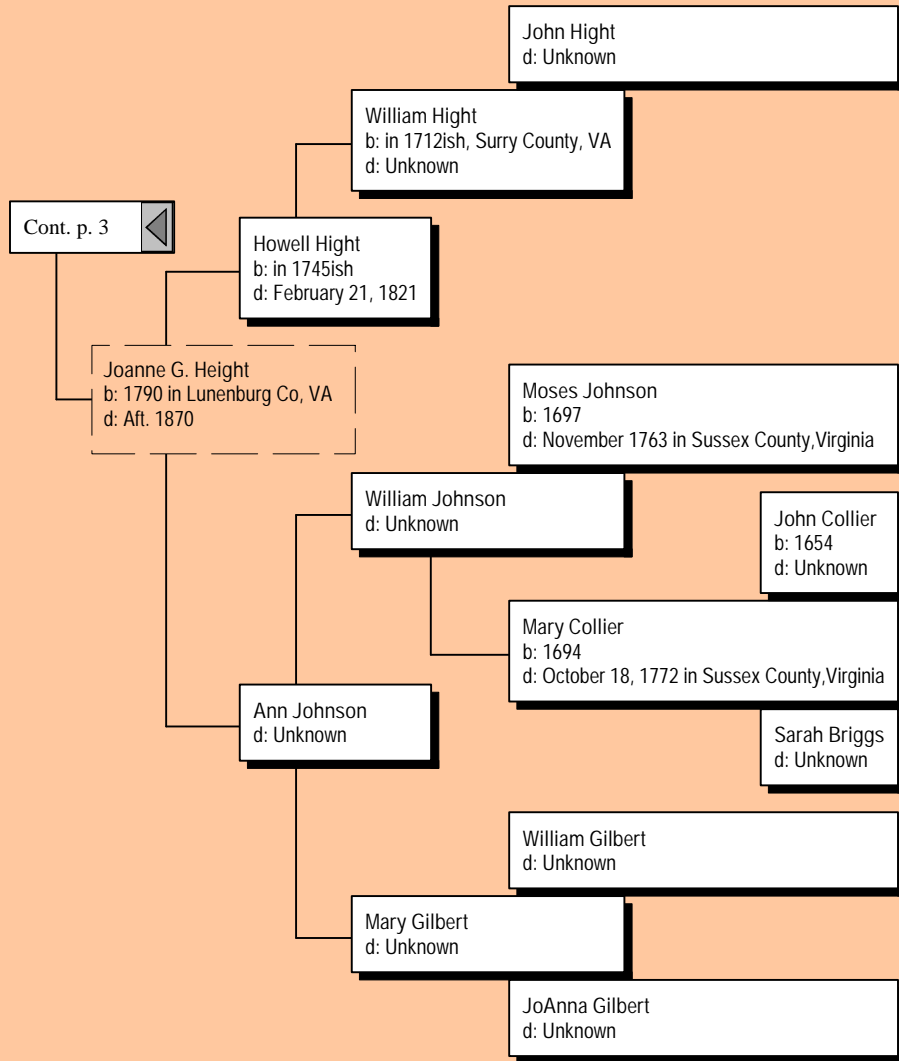 John Hight
d: Unknown
William Hight
b: in 1712ish, Surry County, VA
d: Unknown
Cont. p. 3
Howell Hight
b: in 1745ish
d: February 21, 1821
Joanne G. Height
b: 1790 in Lunenburg Co, VA
d: Aft. 1870
Moses Johnson
b: 1697
d: November 1763 in Sussex County,Virginia
William Johnson
d: Unknown
John Collier
b: 1654
d: Unknown
Mary Collier
b: 1694
d: October 18, 1772 in Sussex County,Virginia
Ann Johnson
d: Unknown
Sarah Briggs
d: Unknown
William Gilbert
d: Unknown
Mary Gilbert
d: Unknown
JoAnna Gilbert
d: Unknown